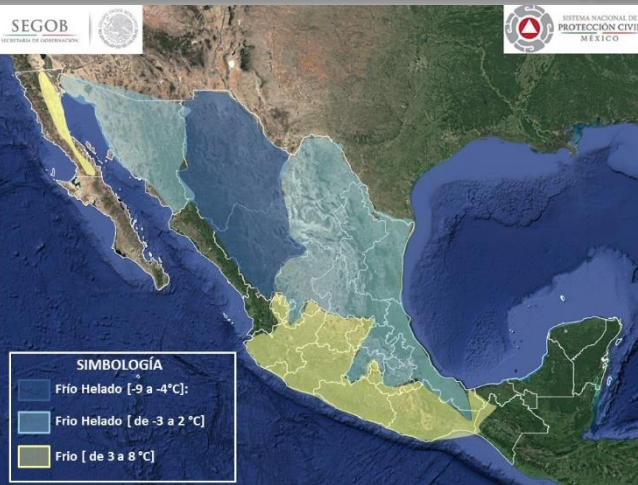 SEGOB
SECRETARÍA DE GOBERNACIÓN
SISTEMA NACIONAL DE
PROTECCIÓN CIVIL
MÉXICO
SIMBOLOGÍA
Frío Helado [-9 a -4°C]:
Frio Helado [ de -3 a 2 °C]
Frio [ de 3 a 8 °C]